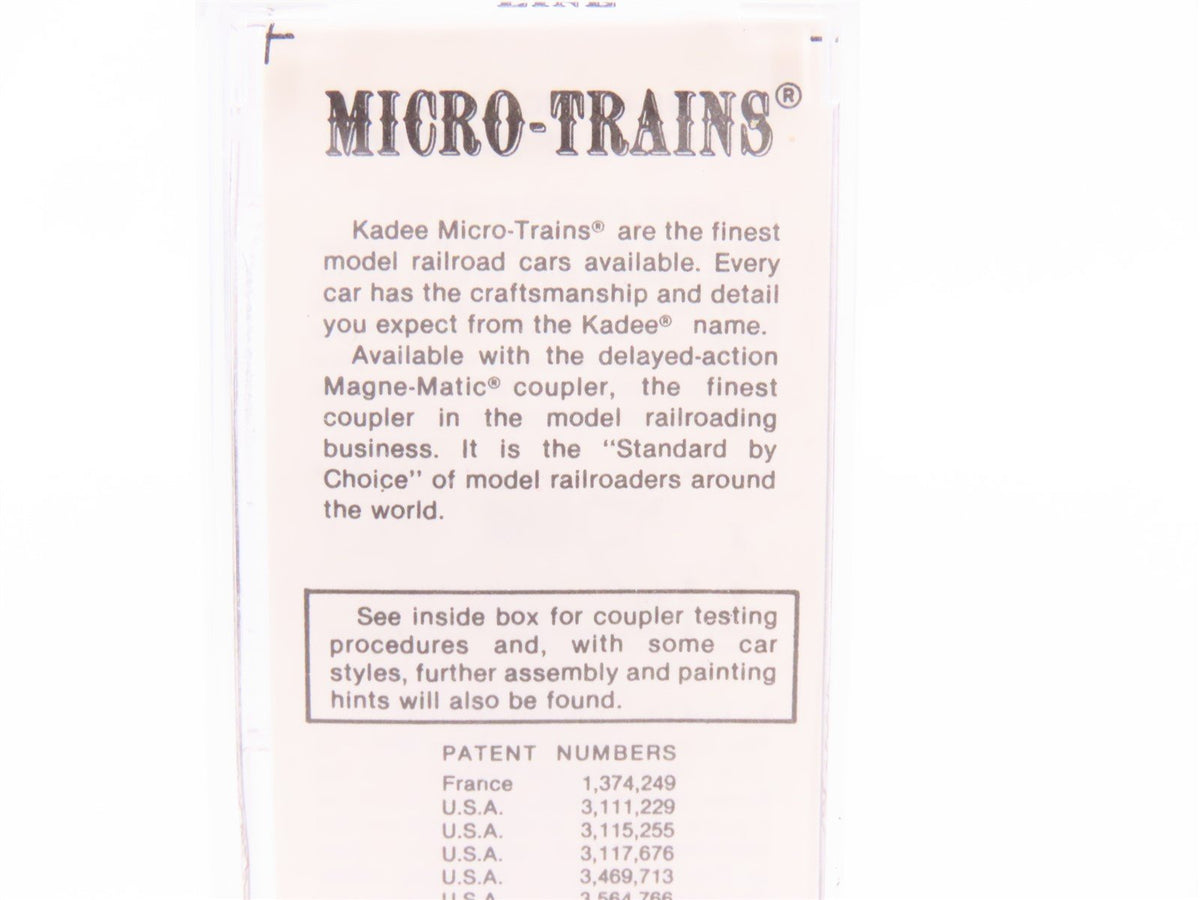 LINE
MICRO-TRAINS®
Kadee Micro-Trains® are the finest
model railroad cars available. Every
car has the craftsmanship and detail
you expect from the Kadee® name.
Available with the delayed-action
Magne-Matic® coupler, the finest
coupler in the model railroading
business. It is the “Standard by
Choice” of model railroaders around
the world.
See inside box for coupler testing
procedures and, with some car
styles, further assembly and painting
hints will also be found.
PATENT NUMBERS
France 1,374,249
U.S.A. 3,111,229
U.S.A. 3,115,255
U.S.A. 3,117,676
U.S.A. 3,469,713
U.S.A. 3,564,766